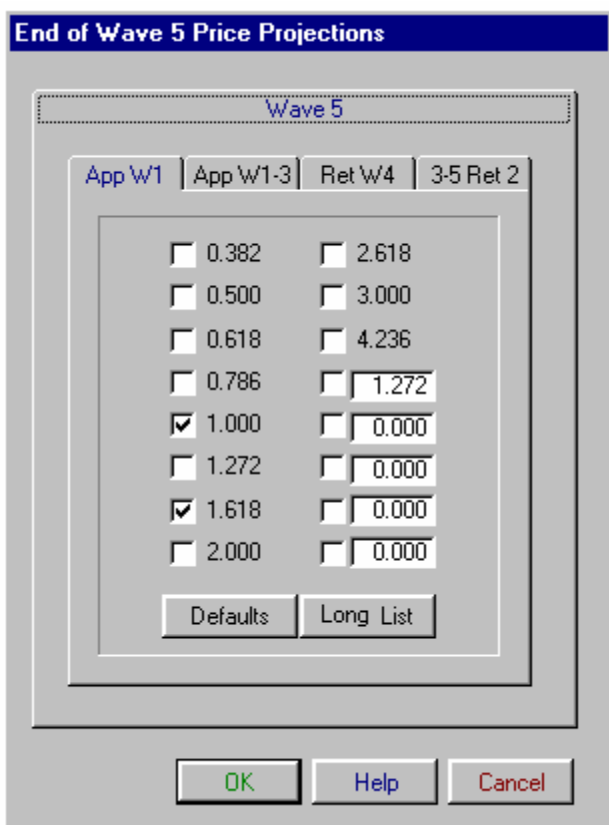 End of Wave 5 Price Projections
Wave 5
App W1 App W1-3 Ret W4 3-5 Ret 2
0.382 2.618
0.500 3.000
0.618 4.236
0.786 1.272
1.000 0.000
1.272 0.000
1.618 0.000
2.000 0.000
Defaults Long List
OK Help Cancel